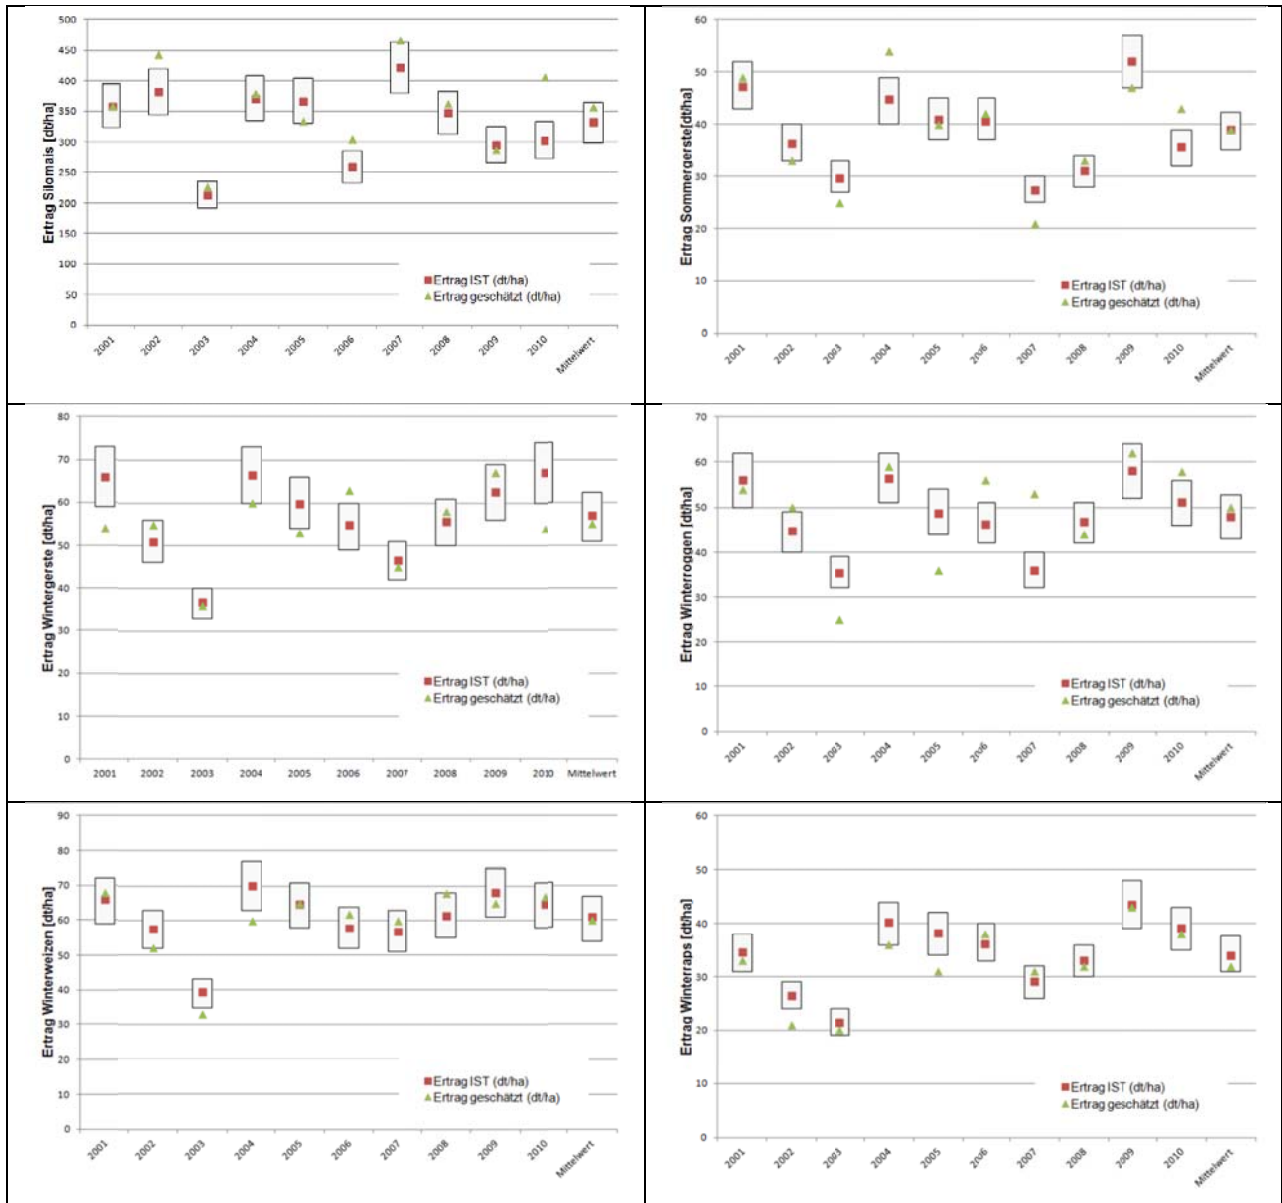 Ertrag Silomais [dt/ha]
500
450
400
350
300
250
200
150
100
50
0
Ertrag IST (dt/ha)
Ertrag geschätzt (dt/ha)
2001 2002 2003 2004 2005 2006 2007 2008 2009 2010 Mittelwert
Ertrag Sommergerste[dt/ha]
60
50
40
30
20
10
0
Ertrag IST (dt/ha)
Ertrag geschätzt (dt/ha)
2001 2002 2003 2004 2005 2006 2007 2008 2009 2010 Mittelwert
Ertrag Wintergerste [dt/ha]
80
70
60
50
40
30
20
10
0
Ertrag IST (dt/ha)
Ertrag geschätzt (dt/ha)
2001 2002 2003 2004 2005 2006 2007 2008 2009 2010 Mittelwert
Ertrag Winterroggen [dt/ha]
70
60
50
40
30
20
10
0
Ertrag IST (dt/ha)
Ertrag geschätzt (dt/ha)
2001 2002 2003 2004 2005 2006 2007 2008 2009 2010 Mittelwert
Ertrag Winterweizen [dt/ha]
90
80
70
60
50
40
30
20
10
0
Ertrag IST (dt/ha)
Ertrag geschätzt (dt/ha)
2001 2002 2003 2004 2005 2006 2007 2008 2009 2010 Mittelwert
Ertrag Winterraps [dt/ha]
60
50
40
30
20
10
0
Ertrag IST (dt/ha)
Ertrag geschätzt (dt/ha)
2001 2002 2003 2004 2005 2006 2007 2008 2009 2010 Mittelwert